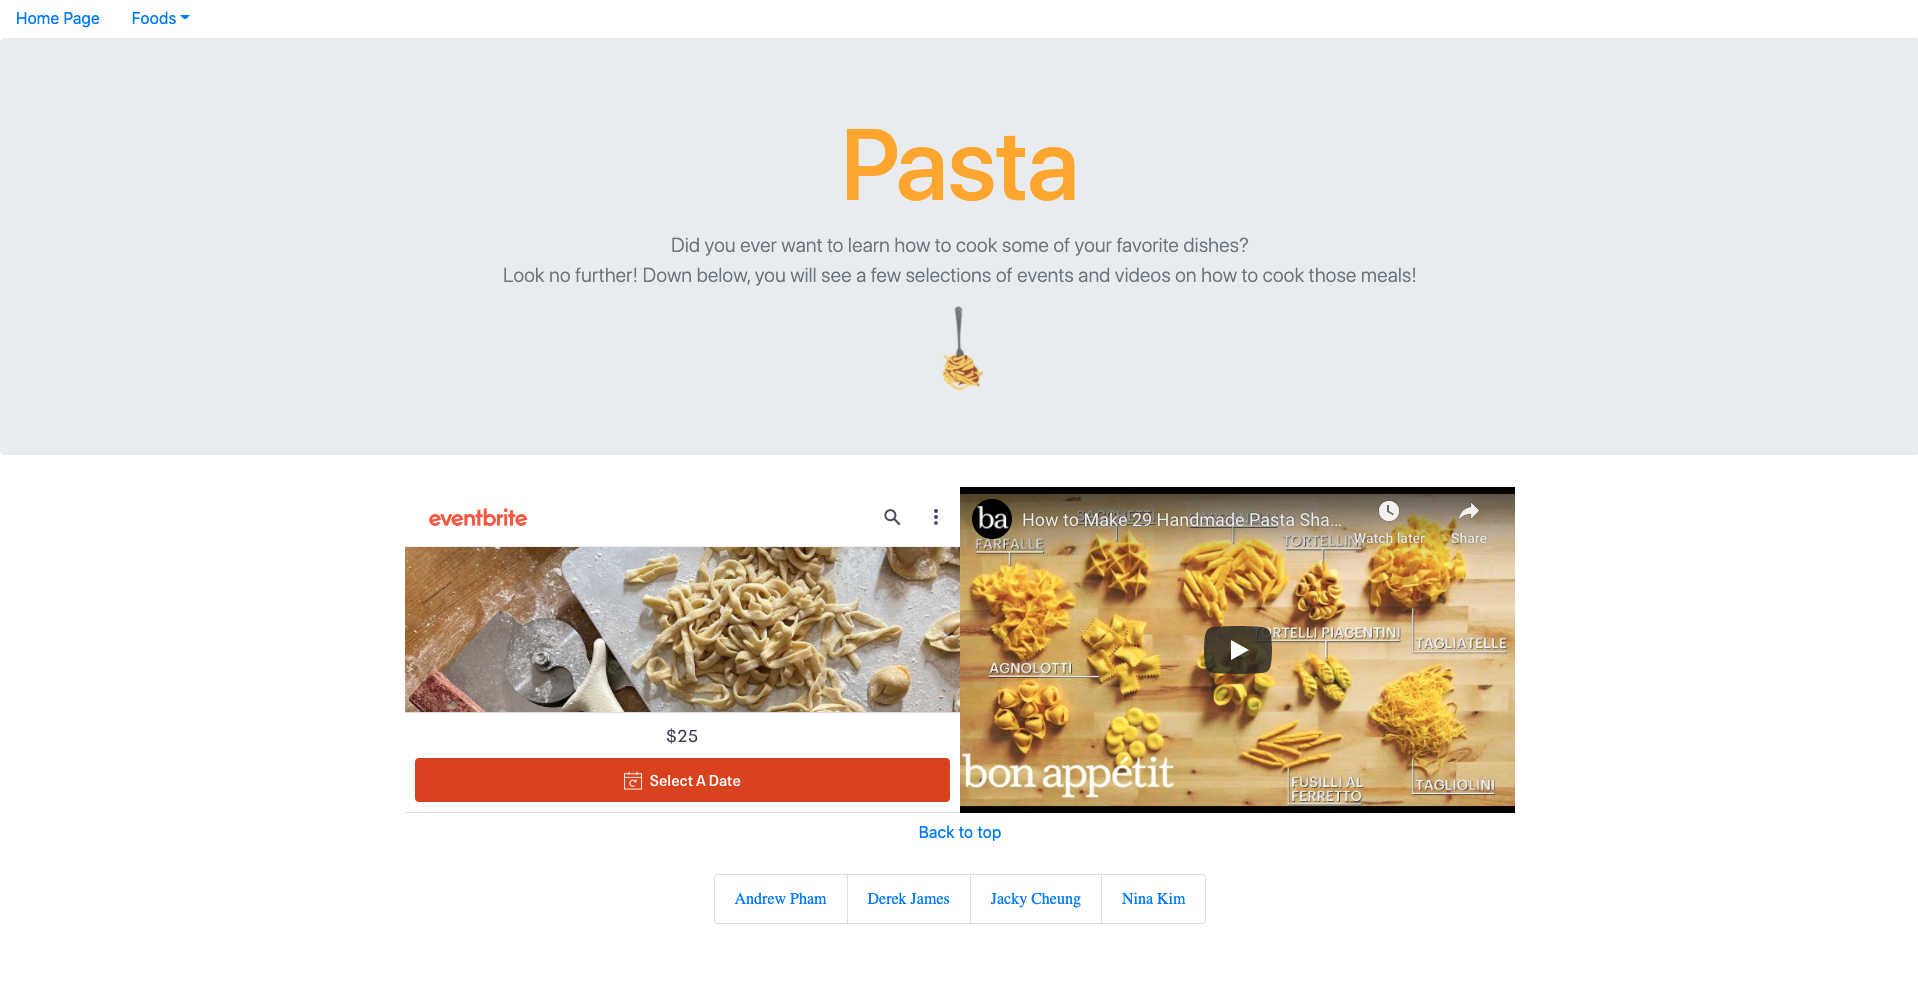 Home Page
Foods
Pasta
Did you ever want to learn how to cook some of your favorite dishes?
Look no further! Down below, you will see a few selections of events and videos on how to cook those meals!
eventbrite
$25
Select A Date
ba
How to Make 29 Handmade Pasta Sha...
Watch later
Share
FARFALLE
TORTELLINI
TORTELLI PIACENTINI
TAGLIATELLE
AGNOLOTTI
bon appétit
FUSILLI AL
FERRETTO
TAGLIOLINI
Back to top
Andrew Pham
Derek James
Jacky Cheung
Nina Kim